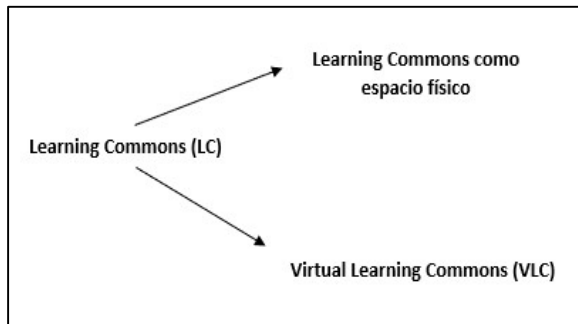 Learning Commons como
espacio físico
Learning Commons (LC)
Virtual Learning Commons (VLC)